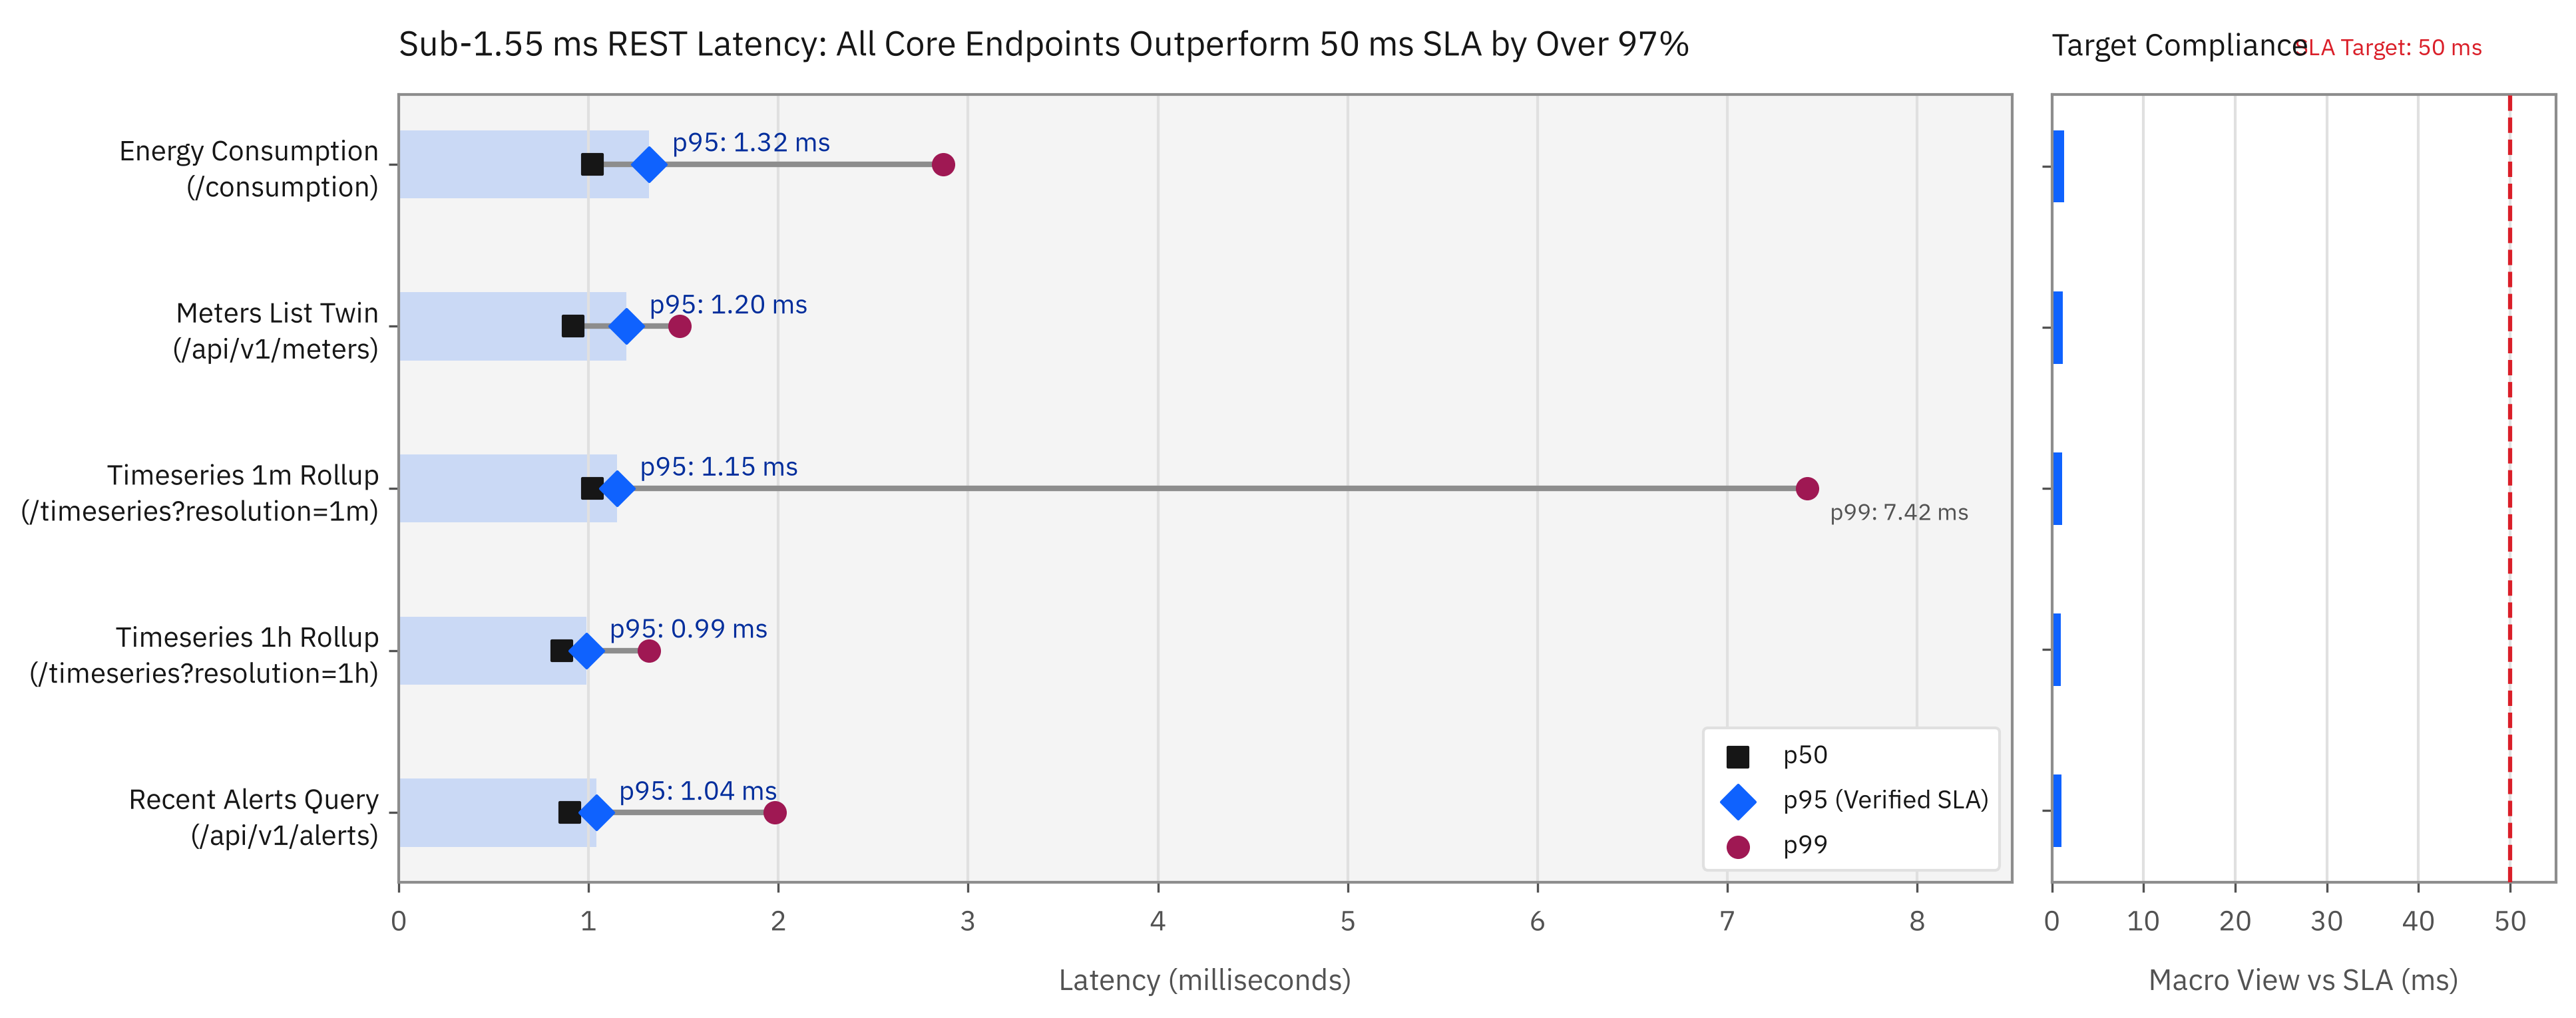 Sub-1.55 ms REST Latency: All Core Endpoints Outperform 50 ms SLA by Over 97%
Energy Consumption
(/consumption)
p95: 1.32 ms
Meters List Twin
(/api/v1/meters)
p95: 1.20 ms
Timeseries 1m Rollup
(/timeseries?resolution=1m)
p95: 1.15 ms
p99: 7.42 ms
Timeseries 1h Rollup
(/timeseries?resolution=1h)
p95: 0.99 ms
Recent Alerts Query
(/api/v1/alerts)
p95: 1.04 ms
p50
p95 (Verified SLA)
p99
0 1 2 3 4 5 6 7 8
Latency (milliseconds)
Target Compliance
SLA Target: 50 ms
0 10 20 30 40 50
Macro View vs SLA (ms)